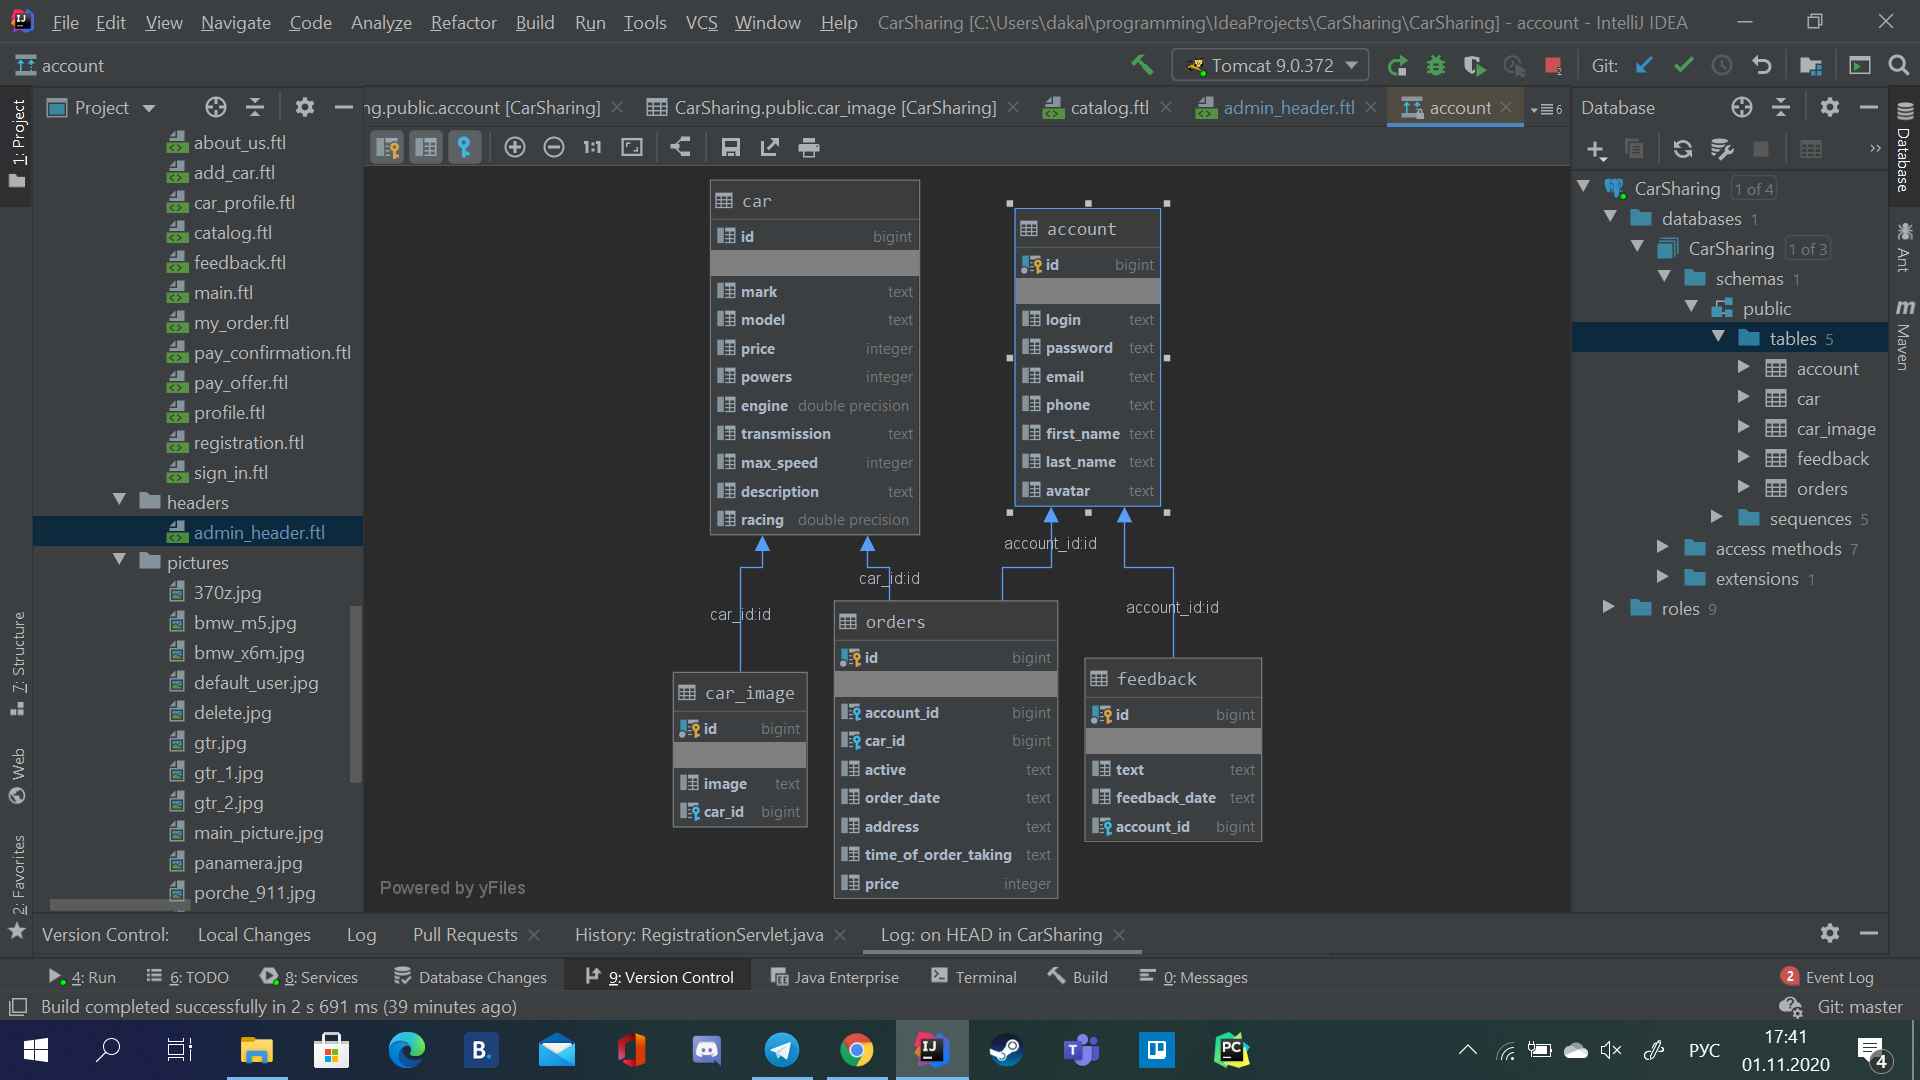 File Edit View Navigate Code Analyze Refactor Build Run Tools VCS Window Help CarSharing [C:\Users\dakal\programming\IdeaProjects\CarSharing\CarSharing] - account - IntelliJ IDEA
account
Tomcat 9.0.372
Git:
Project
ng.public.account [CarSharing]
CarSharing.public.car_image [CarSharing]
catalog.ftl
admin_header.ftl
account
6
Database
1: Project
7: Structure
Web
2: Favorites
about_us.ftl
add_car.ftl
car_profile.ftl
catalog.ftl
feedback.ftl
main.ftl
my_order.ftl
pay_confirmation.ftl
pay_offer.ftl
profile.ftl
registration.ftl
sign_in.ftl
headers
admin_header.ftl
pictures
370z.jpg
bmw_m5.jpg
bmw_x6m.jpg
default_user.jpg
delete.jpg
gtr.jpg
gtr_1.jpg
gtr_2.jpg
main_picture.jpg
panamera.jpg
porche_911.jpg
1:1
car
id bigint
mark text
model text
price integer
powers integer
engine double precision
transmission text
max_speed integer
description text
racing double precision
account
id bigint
login text
password text
email text
phone text
first_name text
last_name text
avatar text
account_id:id
car_id:id
car_id:id
account_id:id
orders
id bigint
account_id bigint
car_id bigint
active text
order_date text
address text
time_of_order_taking text
price integer
feedback
id bigint
text text
feedback_date text
account_id bigint
car_image
id bigint
image text
car_id bigint
Powered by yFiles
CarSharing 1 of 4
databases 1
CarSharing 1 of 3
schemas 1
public
tables 5
account
car
car_image
feedback
orders
sequences 5
access methods 7
extensions 1
roles 9
Database
Ant
m
Maven
Version Control: Local Changes Log Pull Requests History: RegistrationServlet.java Log: on HEAD in CarSharing
4: Run 6: TODO 8: Services Database Changes 9: Version Control Java Enterprise Terminal Build 0: Messages 2 Event Log
Build completed successfully in 2 s 691 ms (39 minutes ago) Git: master
B.
IJ
T
PC
РУС
17:41
01.11.2020
4